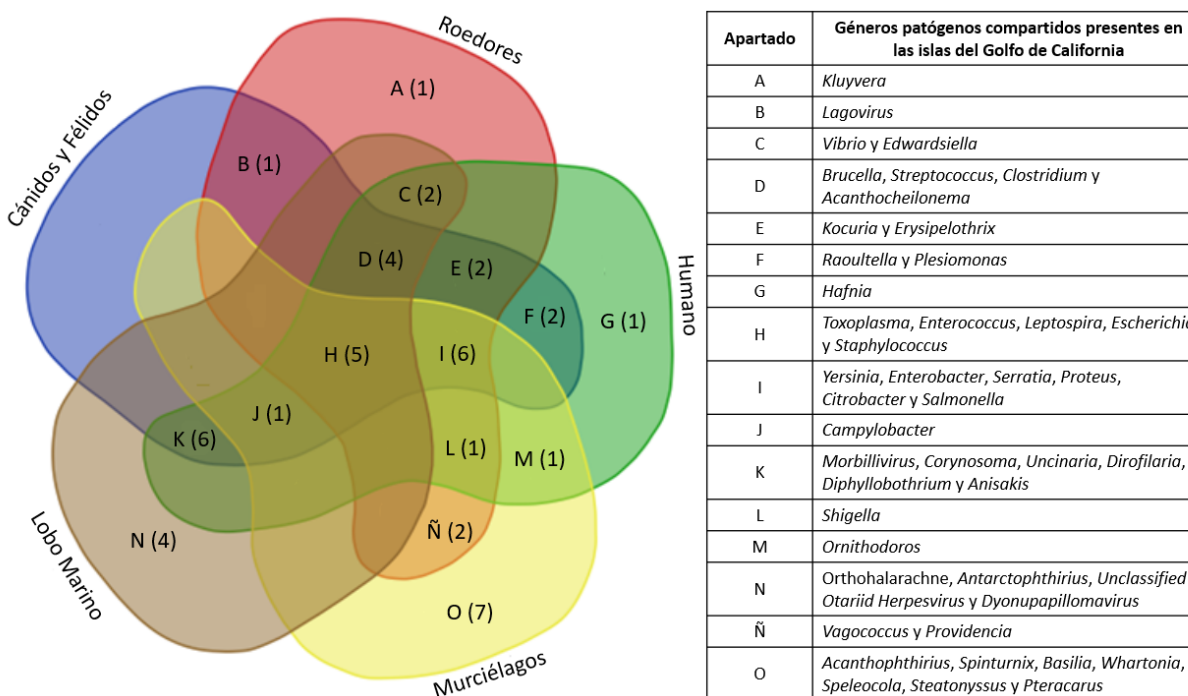 Roedores
Cánidos y Félidos
Humano
Lobo Marino
Murciélagos
A (1)
B (1)
C (2)
D (4)
E (2)
F (2)
G (1)
H (5)
I (6)
J (1)
K (6)
L (1)
M (1)
N (4)
Ñ (2)
O (7)
Apartado
Géneros patógenos compartidos presentes en
las islas del Golfo de California
A
Kluyvera
B
Lagovirus
C
Vibrio y Edwardsiella
D
Brucella, Streptococcus, Clostridium y
Acanthocheilonema
E
Kocuria y Erysipelothrix
F
Raoultella y Plesiomonas
G
Hafnia
H
Toxoplasma, Enterococcus, Leptospira, Escherichia
y Staphylococcus
I
Yersinia, Enterobacter, Serratia, Proteus,
Citrobacter y Salmonella
J
Campylobacter
K
Morbillivirus, Corynosoma, Uncinaria, Dirofilaria,
Diphyllobothrium y Anisakis
L
Shigella
M
Ornithodoros
N
Orthohalarachne, Antarctophthirius, Unclassified
Otariid Herpesvirus y Dyonupapillomavirus
Ñ
Vagococcus y Providencia
O
Acanthophthirius, Spinturnix, Basilia, Whartonia,
Speleocola, Steatonyssus y Pteracarus